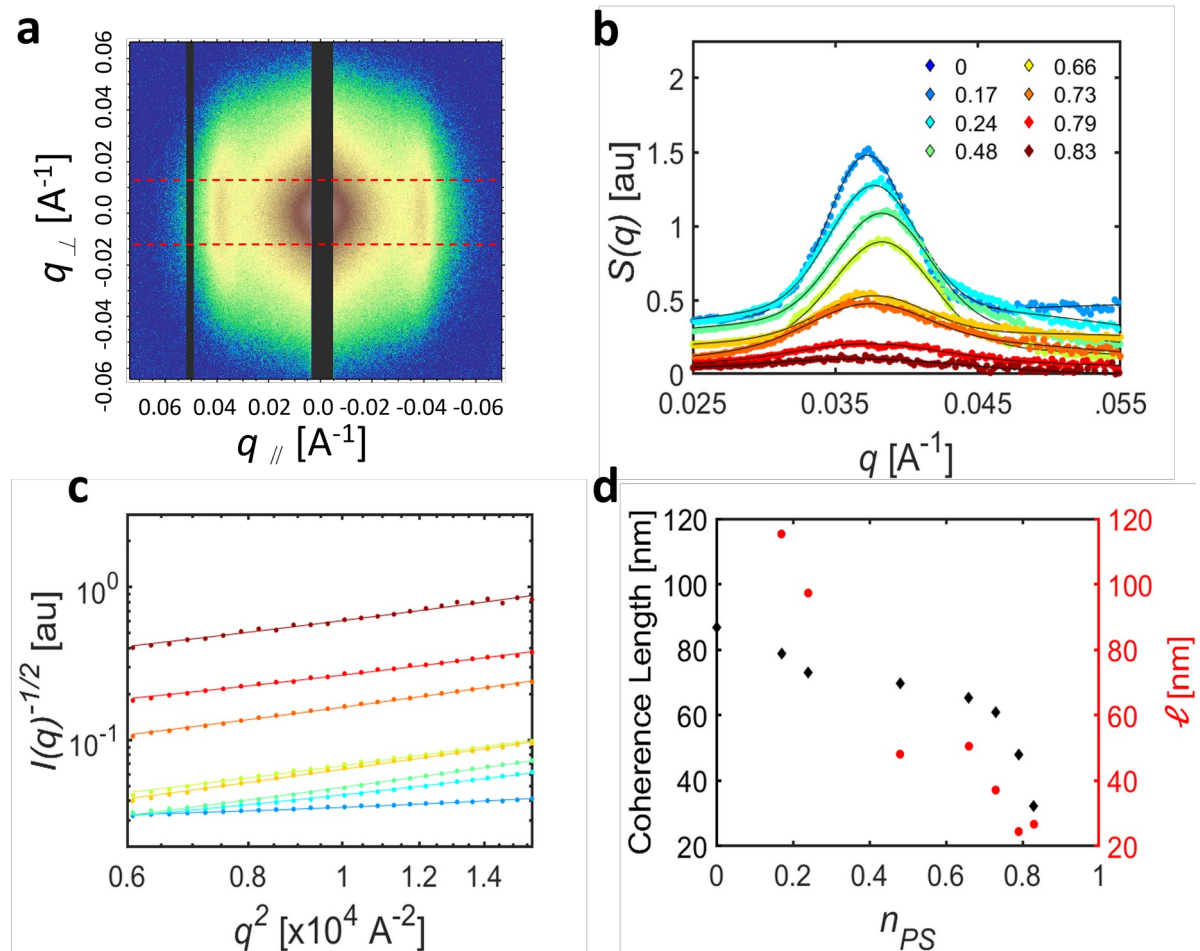 a
0.06
0.04
0.02
0.0
-0.02
-0.04
-0.06
q⊥ [A-1]
0.06 0.04 0.02 0.0 -0.02 -0.04 -0.06
q // [A-1]
b
2
1.5
1
0.5
0
S(q) [au]
0 0.66
0.17 0.73
0.24 0.79
0.48 0.83
0.025 0.035 0.045 .055
q [A-1]
c
10^0
10^-1
I(q)^-1/2 [au]
0.6 0.8 1 1.2 1.4
q^2 [x10^4 A^-2]
d
120
100
80
60
40
20
Coherence Length [nm]
120
100
80
60
40
20
ℓ [nm]
0 0.2 0.4 0.6 0.8 1
nPS